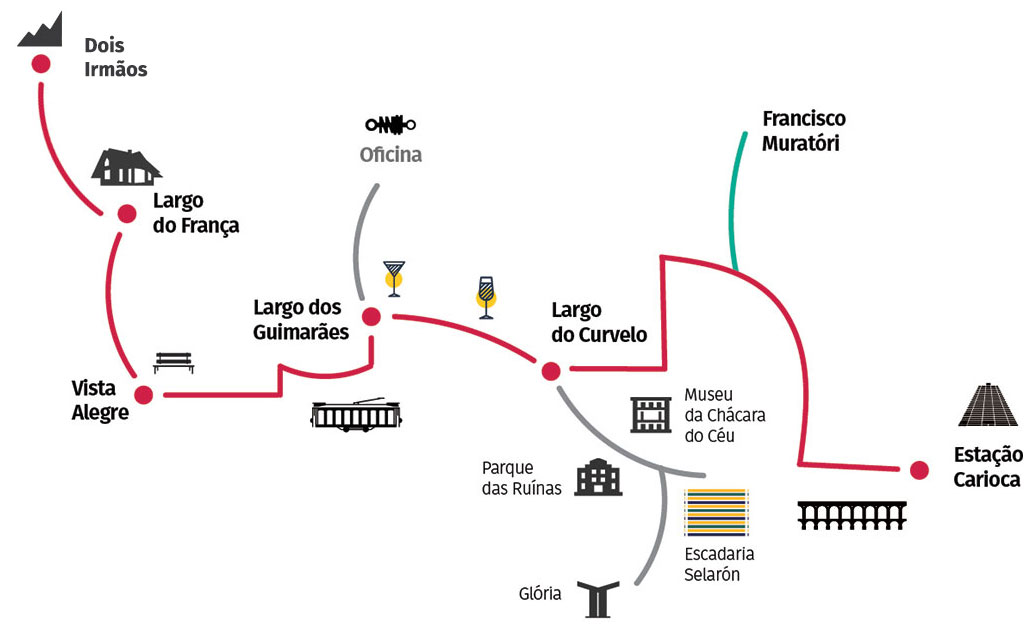 Dois
Irmãos
Largo
do França
Vista
Alegre
Oficina
Largo dos
Guimarães
Largo
do Curvelo
Francisco
Muratóri
Museu
da Chácara
do Céu
Parque
das Ruínas
Escadaria
Selarón
Glória
Estação
Carioca